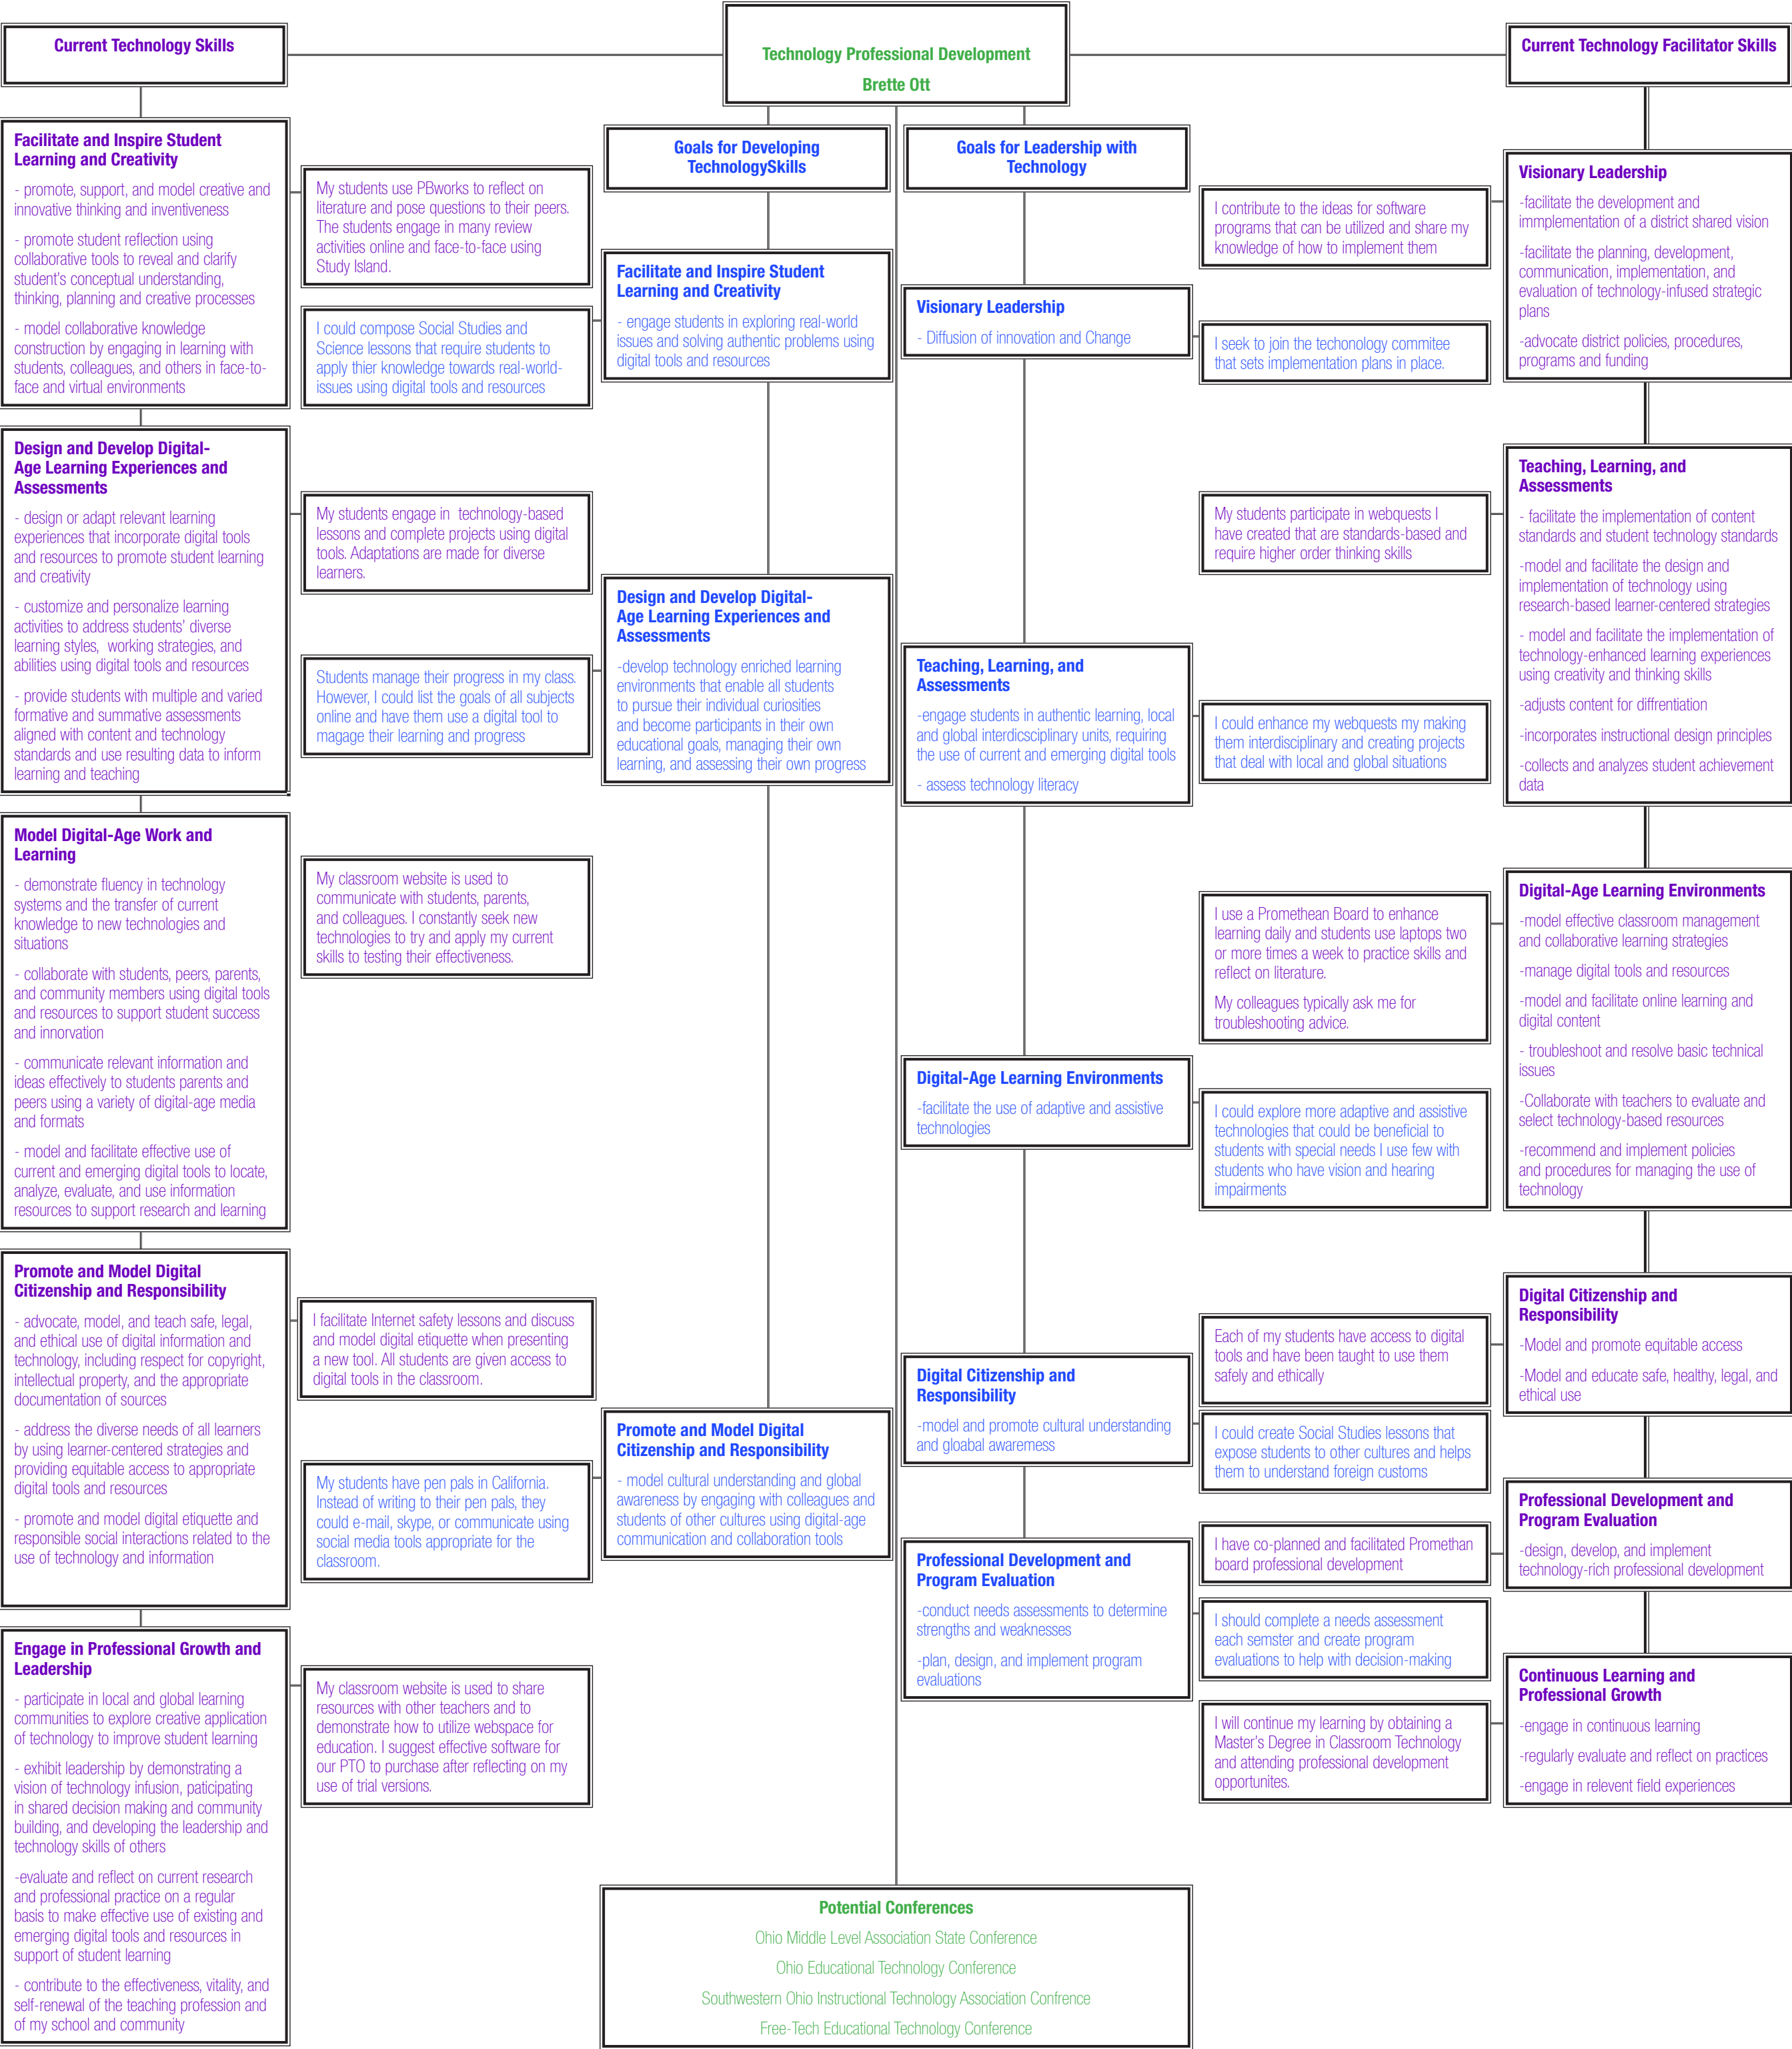 Current Technology Skills
Technology Professional Development
Brette Ott
Current Technology Facilitator Skills
Facilitate and Inspire Student
Learning and Creativity
- promote, support, and model creative and
innovative thinking and inventiveness
- promote student reflection using
collaborative tools to reveal and clarify
student's conceptual understanding,
thinking, planning and creative processes
- model collaborative knowledge
construction by engaging in learning with
students, colleagues, and others in face-to-
face and virtual environments
My students use PBworks to reflect on
literature and pose questions to their peers.
The students engage in many review
activities online and face-to-face using
Study Island.
I could compose Social Studies and
Science lessons that require students to
apply thier knowledge towards real-world-
issues using digital tools and resources
Design and Develop Digital-
Age Learning Experiences and
Assessments
- design or adapt relevant learning
experiences that incorporate digital tools
and resources to promote student learning
and creativity
- customize and personalize learning
activities to address students' diverse
learning styles, working strategies, and
abilities using digital tools and resources
- provide students with multiple and varied
formative and summative assessments
aligned with content and technology
standards and use resulting data to inform
learning and teaching
My students engage in technology-based
lessons and complete projects using digital
tools. Adaptations are made for diverse
learners.
Students manage their progress in my class.
However, I could list the goals of all subjects
online and have them use a digital tool to
magage their learning and progress
Model Digital-Age Work and
Learning
- demonstrate fluency in technology
systems and the transfer of current
knowledge to new technologies and
situations
- collaborate with students, peers, parents,
and community members using digital tools
and resources to support student success
and innorvation
- communicate relevant information and
ideas effectively to students parents and
peers using a variety of digital-age media
and formats
- model and facilitate effective use of
current and emerging digital tools to locate,
analyze, evaluate, and use information
resources to support research and learning
My classroom website is used to
communicate with students, parents,
and colleagues. I constantly seek new
technologies to try and apply my current
skills to testing their effectiveness.
Promote and Model Digital
Citizenship and Responsibility
- advocate, model, and teach safe, legal,
and ethical use of digital information and
technology, including respect for copyright,
intellectual property, and the appropriate
documentation of sources
- address the diverse needs of all learners
by using learner-centered strategies and
providing equitable access to appropriate
digital tools and resources
- promote and model digital etiquette and
responsible social interactions related to the
use of technology and information
I facilitate Internet safety lessons and discuss
and model digital etiquette when presenting
a new tool. All students are given access to
digital tools in the classroom.
My students have pen pals in California.
Instead of writing to their pen pals, they
could e-mail, skype, or communicate using
social media tools appropriate for the
classroom.
Engage in Professional Growth and
Leadership
- participate in local and global learning
communities to explore creative application
of technology to improve student learning
- exhibit leadership by demonstrating a
vision of technology infusion, paticipating
in shared decision making and community
building, and developing the leadership and
technology skills of others
-evaluate and reflect on current research
and professional practice on a regular
basis to make effective use of existing and
emerging digital tools and resources in
support of student learning
- contribute to the effectiveness, vitality, and
self-renewal of the teaching profession and
of my school and community
My classroom website is used to share
resources with other teachers and to
demonstrate how to utilize webspace for
education. I suggest effective software for
our PTO to purchase after reflecting on my
use of trial versions.
Goals for Developing
TechnologySkills
Facilitate and Inspire Student
Learning and Creativity
- engage students in exploring real-world
issues and solving authentic problems using
digital tools and resources
Design and Develop Digital-
Age Learning Experiences and
Assessments
-develop technology enriched learning
environments that enable all students
to pursue their individual curiosities
and become participants in their own
educational goals, managing their own
learning, and assessing their own progress
Promote and Model Digital
Citizenship and Responsibility
- model cultural understanding and global
awareness by engaging with colleagues and
students of other cultures using digital-age
communication and collaboration tools
Goals for Leadership with
Technology
Visionary Leadership
- Diffusion of innovation and Change
Teaching, Learning, and
Assessments
-engage students in authentic learning, local
and global interdicsciplinary units, requiring
the use of current and emerging digital tools
- assess technology literacy
Digital-Age Learning Environments
-facilitate the use of adaptive and assistive
technologies
Digital Citizenship and
Responsibility
-model and promote cultural understanding
and gloabal awaremess
Professional Development and
Program Evaluation
-conduct needs assessments to determine
strengths and weaknesses
-plan, design, and implement program
evaluations
I contribute to the ideas for software
programs that can be utilized and share my
knowledge of how to implement them
I seek to join the techonology commitee
that sets implementation plans in place.
My students participate in webquests I
have created that are standards-based and
require higher order thinking skills
I could enhance my webquests my making
them interdisciplinary and creating projects
that deal with local and global situations
I use a Promethean Board to enhance
learning daily and students use laptops two
or more times a week to practice skills and
reflect on literature.
My colleagues typically ask me for
troubleshooting advice.
I could explore more adaptive and assistive
technologies that could be beneficial to
students with special needs I use few with
students who have vision and hearing
impairments
Each of my students have access to digital
tools and have been taught to use them
safely and ethically
I could create Social Studies lessons that
expose students to other cultures and helps
them to understand foreign customs
I have co-planned and facilitated Promethan
board professional development
I should complete a needs assessment
each semster and create program
evaluations to help with decision-making
I will continue my learning by obtaining a
Master's Degree in Classroom Technology
and attending professional development
opportunites.
Visionary Leadership
-facilitate the development and
immplementation of a district shared vision
-facilitate the planning, development,
communication, implementation, and
evaluation of technology-infused strategic
plans
-advocate district policies, procedures,
programs and funding
Teaching, Learning, and
Assessments
- facilitate the implementation of content
standards and student technology standards
-model and facilitate the design and
implementation of technology using
research-based learner-centered strategies
- model and facilitate the implementation of
technology-enhanced learning experiences
using creativity and thinking skills
-adjusts content for diffrentiation
-incorporates instructional design principles
-collects and analyzes student achievement
data
Digital-Age Learning Environments
-model effective classroom management
and collaborative learning strategies
-manage digital tools and resources
-model and facilitate online learning and
digital content
- troubleshoot and resolve basic technical
issues
-Collaborate with teachers to evaluate and
select technology-based resources
-recommend and implement policies
and procedures for managing the use of
technology
Digital Citizenship and
Responsibility
-Model and promote equitable access
-Model and educate safe, healthy, legal, and
ethical use
Professional Development and
Program Evaluation
-design, develop, and implement
technology-rich professional development
Continuous Learning and
Professional Growth
-engage in continuous learning
-regularly evaluate and reflect on practices
-engage in relevent field experiences
Potential Conferences
Ohio Middle Level Association State Conference
Ohio Educational Technology Conference
Southwestern Ohio Instructional Technology Association Confrence
Free-Tech Educational Technology Conference